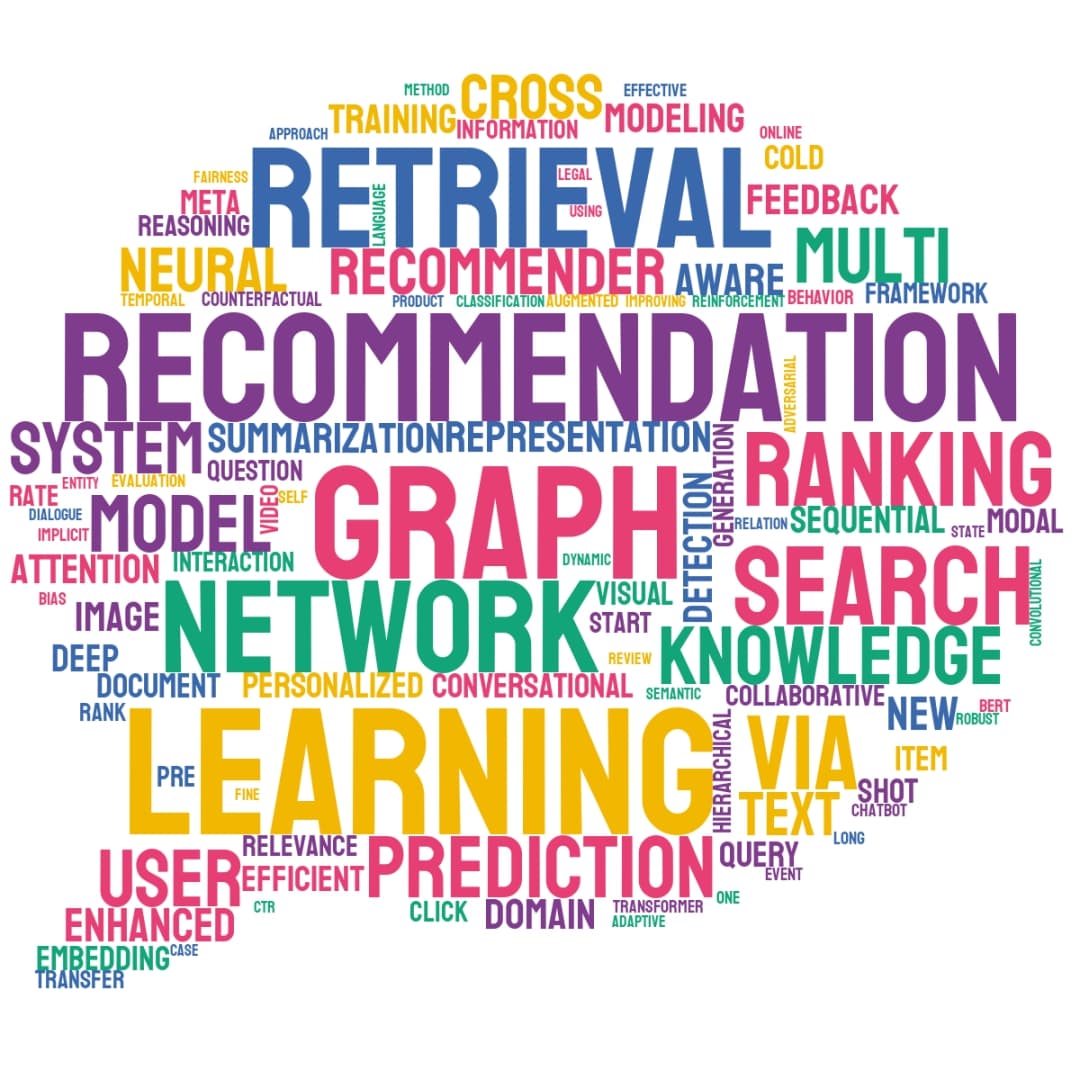 METHOD
CROSS
EFFECTIVE
TRAINING
INFORMATION
MODELING
APPROACH
ONLINE
COLD
RETRIEVAL
FAIRNESS
LEGAL
META
LANGUAGE
USING
FEEDBACK
REASONING
MULTI
NEURAL
RECOMMENDER
AWARE
FRAMEWORK
TEMPORAL
COUNTERFACTUAL
PRODUCT
CLASSIFICATION
AUGMENTED
IMPROVING
REINFORCEMENT
BEHAVIOR
RECOMMENDATION
ADVERSARIAL
SYSTEM
SUMMARIZATION
REPRESENTATION
RANKING
QUESTION
GENERATION
ENTITY
EVALUATION
RATE
VIDEO
SELF
GRAPH
DETECTION
DIALOGUE
MODEL
RELATION
SEQUENTIAL
STATE
MODAL
IMPLICIT
ATTENTION
INTERACTION
DYNAMIC
SEARCH
CONVOLUTIONAL
BIAS
IMAGE
NETWORK
VISUAL
START
KNOWLEDGE
DEEP
REVIEW
DOCUMENT
PERSONALIZED
CONVERSATIONAL
SEMANTIC
COLLABORATIVE
RANK
LEARNING
HIERARCHICAL
VIA
NEW
BERT
ROBUST
PRE
FINE
ITEM
TEXT
SHOT
CHATBOT
LONG
RELEVANCE
PREDICTION
QUERY
EVENT
USER
EFFICIENT
CTR
CLICK
DOMAIN
TRANSFORMER
ONE
ADAPTIVE
ENHANCED
EMBEDDING
CASE
TRANSFER